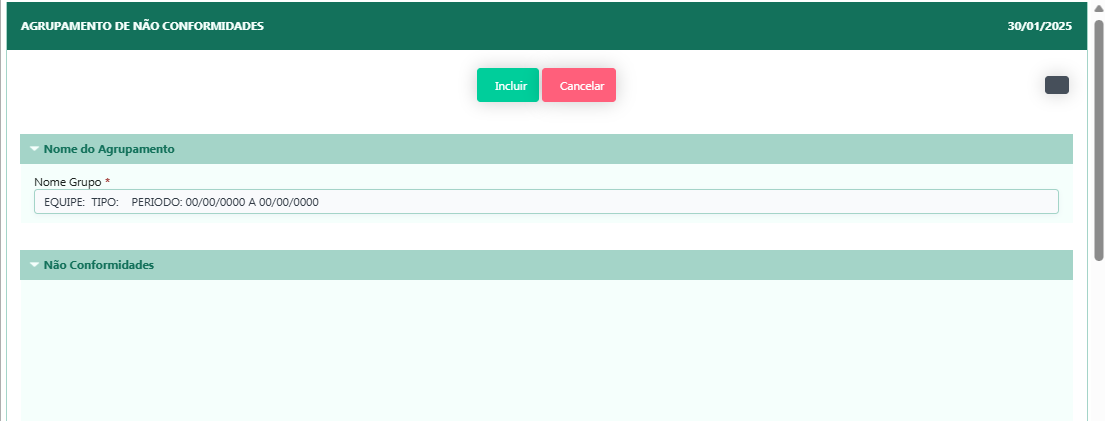 AGRUPAMENTO DE NÃO CONFORMIDADES 30/01/2025
Incluir Cancelar
Nome do Agrupamento
Nome Grupo *
EQUIPE: TIPO: PERIODO: 00/00/0000 A 00/00/0000
Não Conformidades